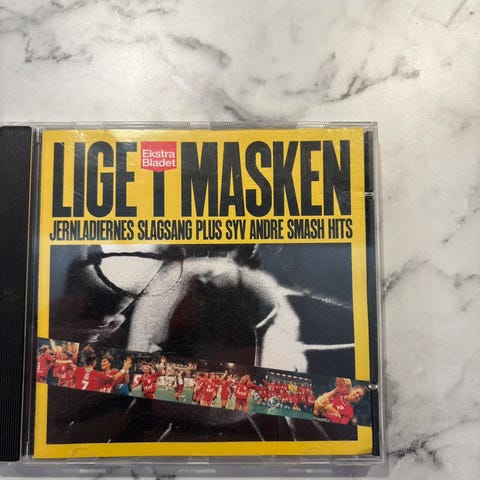 LIGE I MASKEN
Ekstra
Bladet
JERNLADIERNES SLAGSANG PLUS SYV ANDRE SMASH HITS